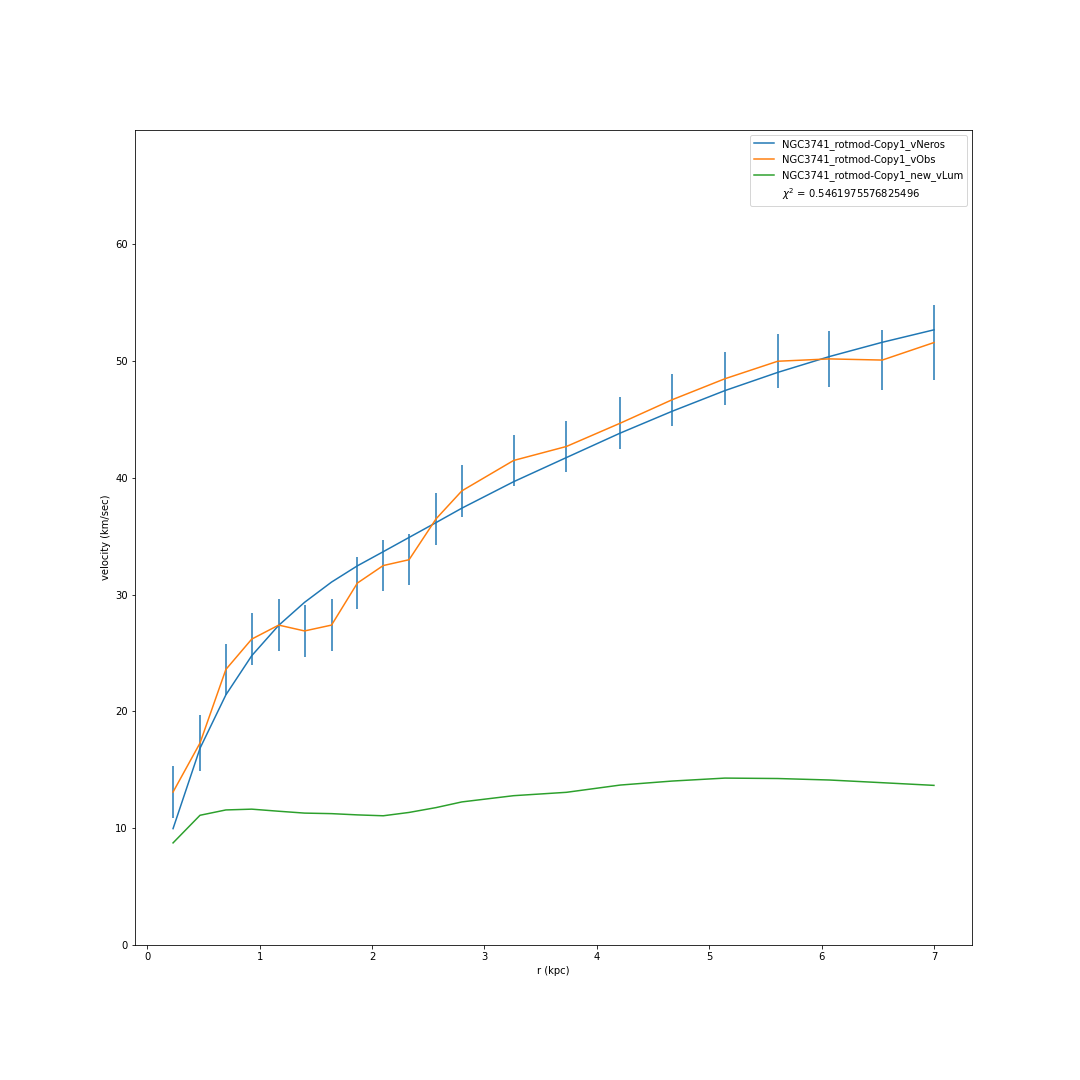 NGC3741_rotmod-Copy1_vNeros
NGC3741_rotmod-Copy1_vObs
NGC3741_rotmod-Copy1_new_vLum
χ² = 0.5461975576825496
60
50
40
30
20
10
0
velocity (km/sec)
0 1 2 3 4 5 6 7
r (kpc)